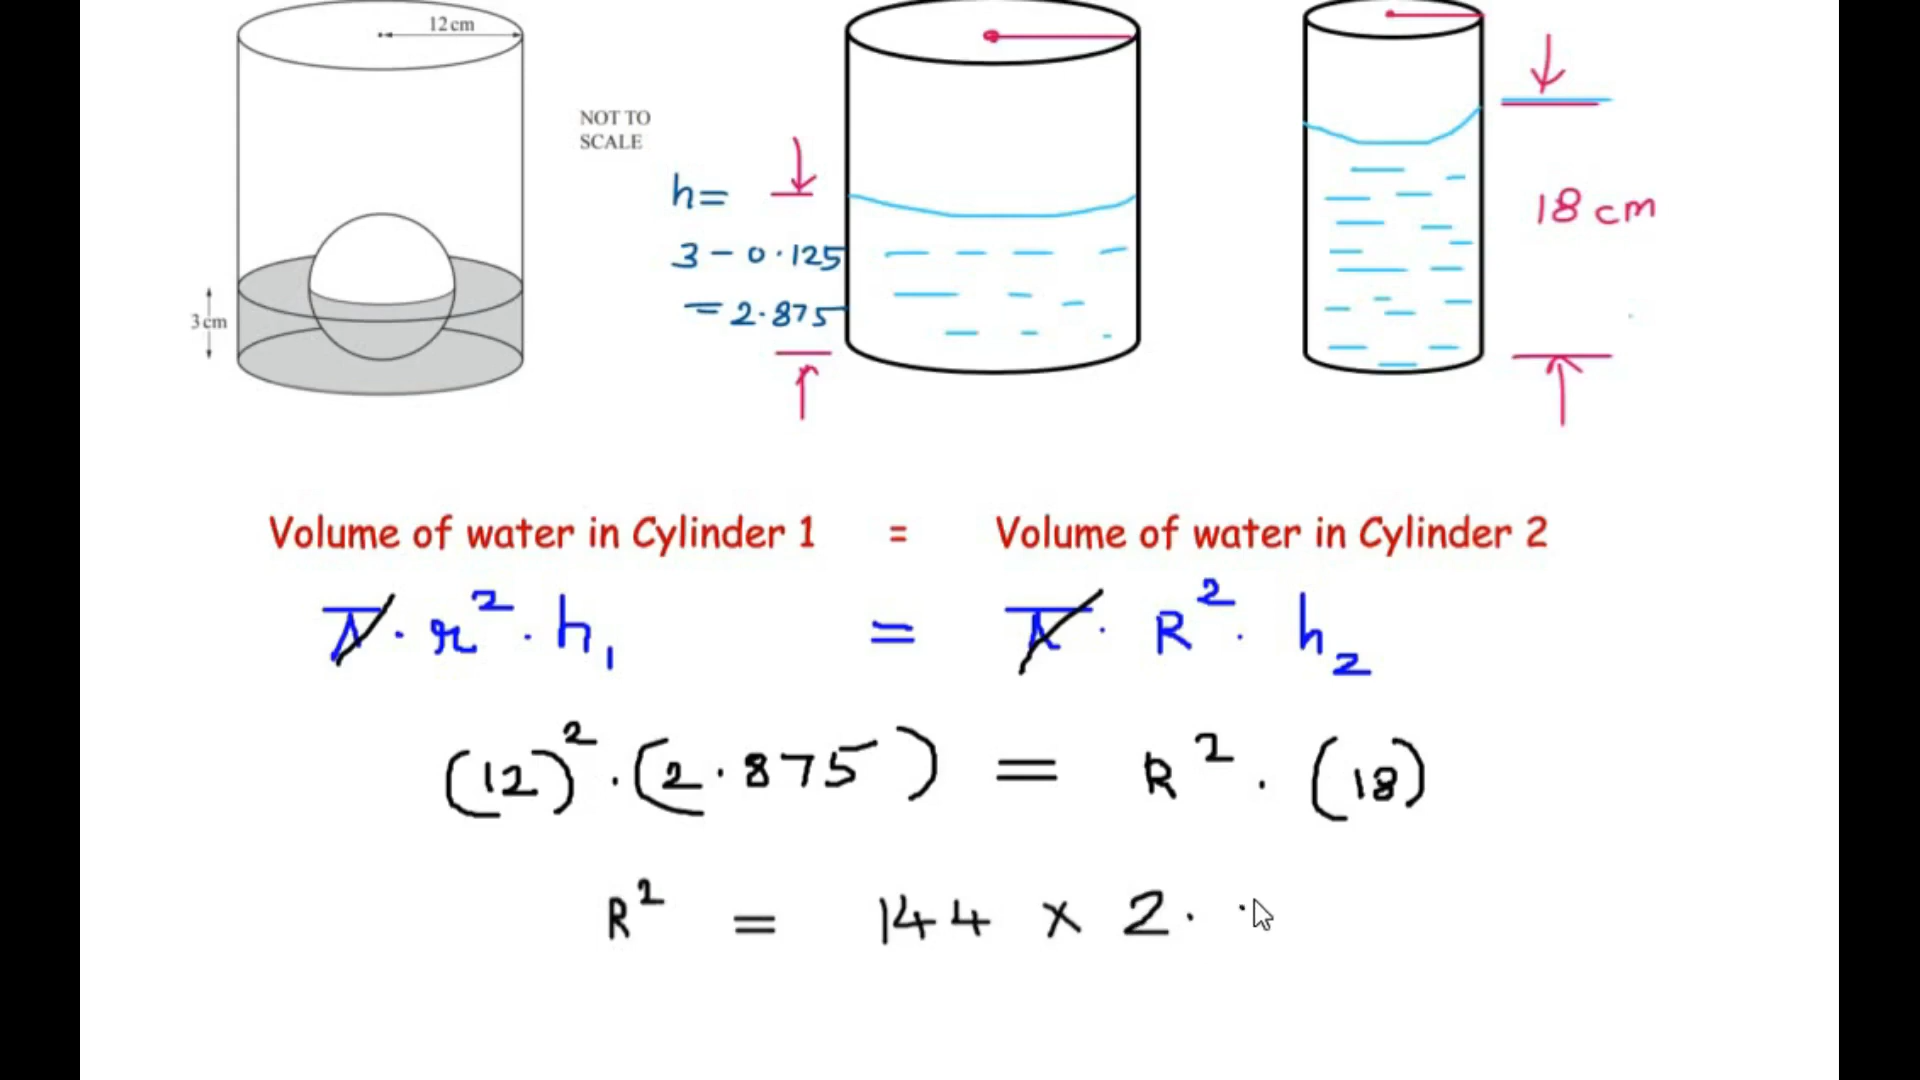 12 cm
NOT TO
SCALE
h =
3 - 0.125
= 2.875
3 cm
18 cm
Volume of water in Cylinder 1 = Volume of water in Cylinder 2
π · r² · h₁ = π · R² · h₂
(12)² · (2.875) = R² · (18)
R² = 144 × 2.